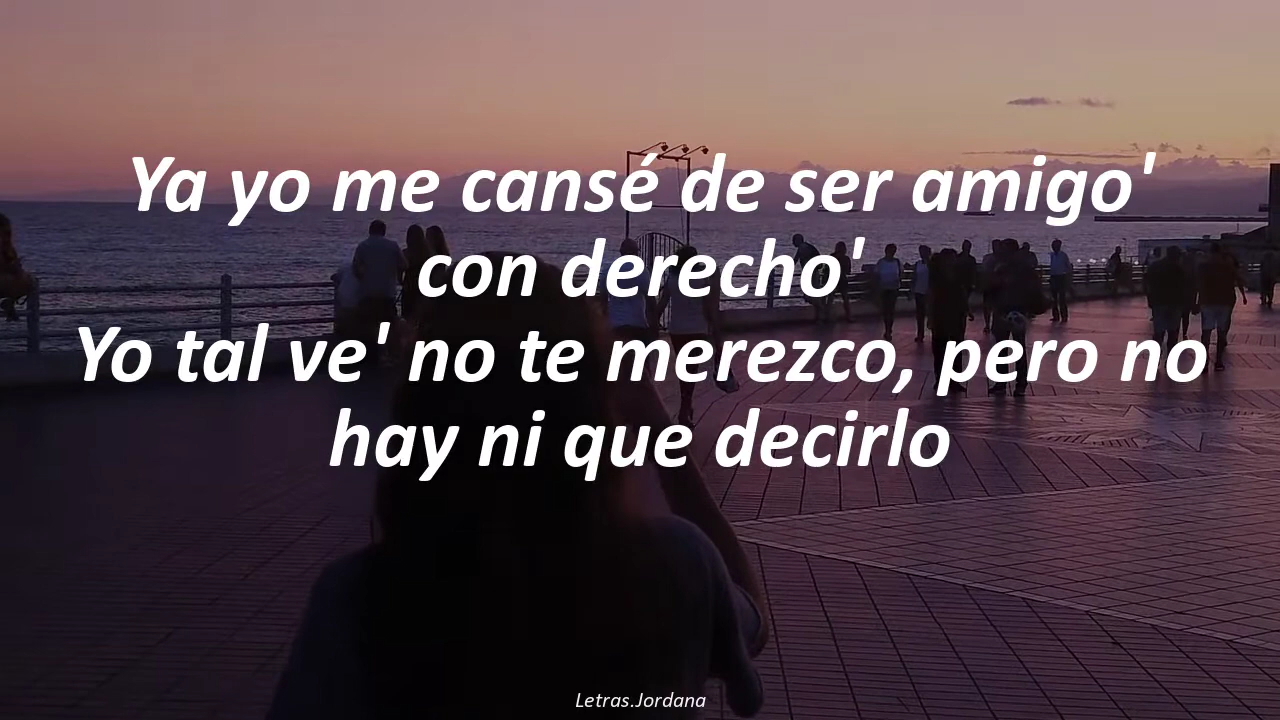 Ya yo me cansé de ser amigo'
con derecho'
Yo tal ve' no te merezco, pero no
hay ni que decirlo
Letras.Jordana